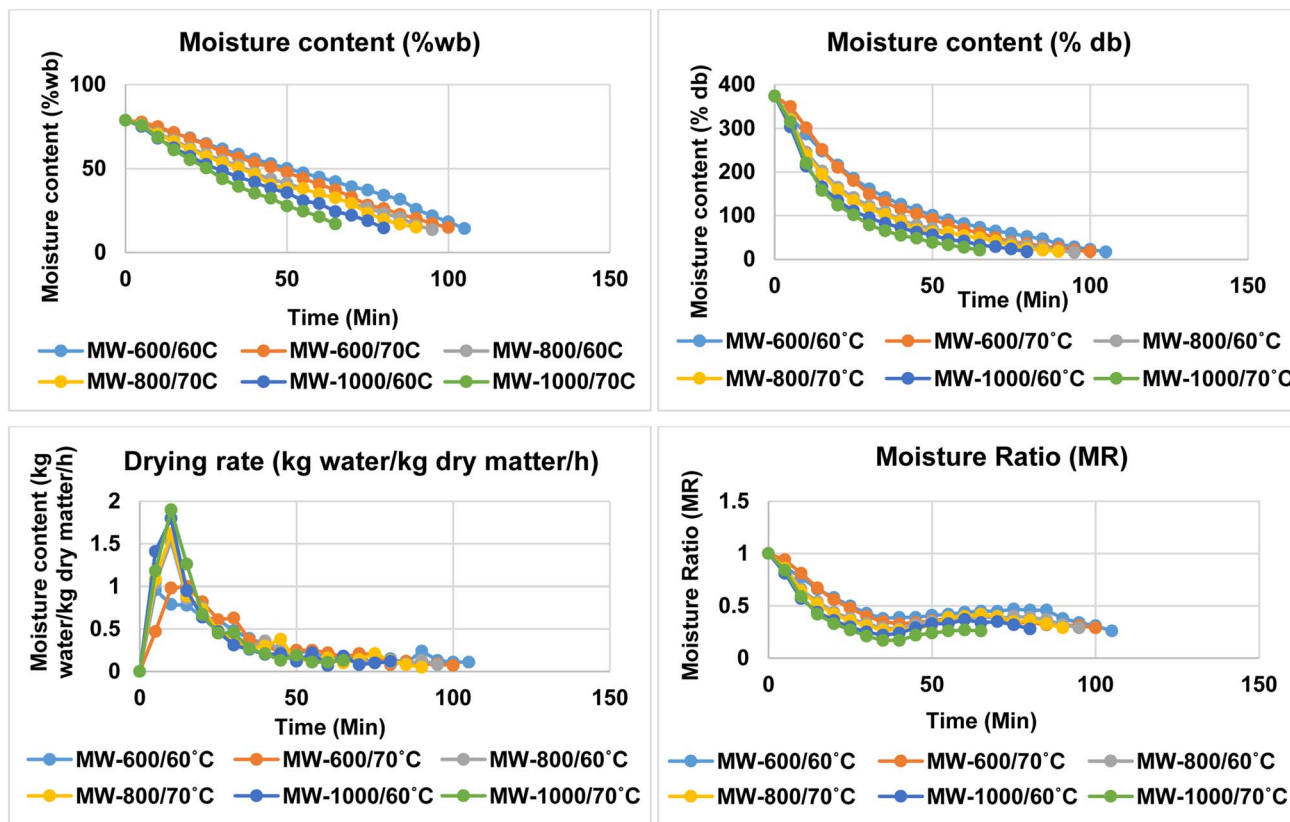 Moisture content (%wb)
Moisture content (%wb)
100
50
0
0 50 100 150
Time (Min)
MW-600/60C MW-600/70C MW-800/60C
MW-800/70C MW-1000/60C MW-1000/70C
Moisture content (% db)
Moisture content (% db)
400
300
200
100
0
0 50 100 150
Time (Min)
MW-600/60˚C MW-600/70˚C MW-800/60˚C
MW-800/70˚C MW-1000/60˚C MW-1000/70˚C
Drying rate (kg water/kg dry matter/h)
Moisture content (kg
water/kg dry matter/h)
2
1.5
1
0.5
0
0 50 100 150
Time (Min)
MW-600/60˚C MW-600/70˚C MW-800/60˚C
MW-800/70˚C MW-1000/60˚C MW-1000/70˚C
Moisture Ratio (MR)
Moisture Ratio (MR)
1.5
1
0.5
0
0 50 100 150
Time (Min)
MW-600/60˚C MW-600/70˚C MW-800/60˚C
MW-800/70˚C MW-1000/60˚C MW-1000/70˚C